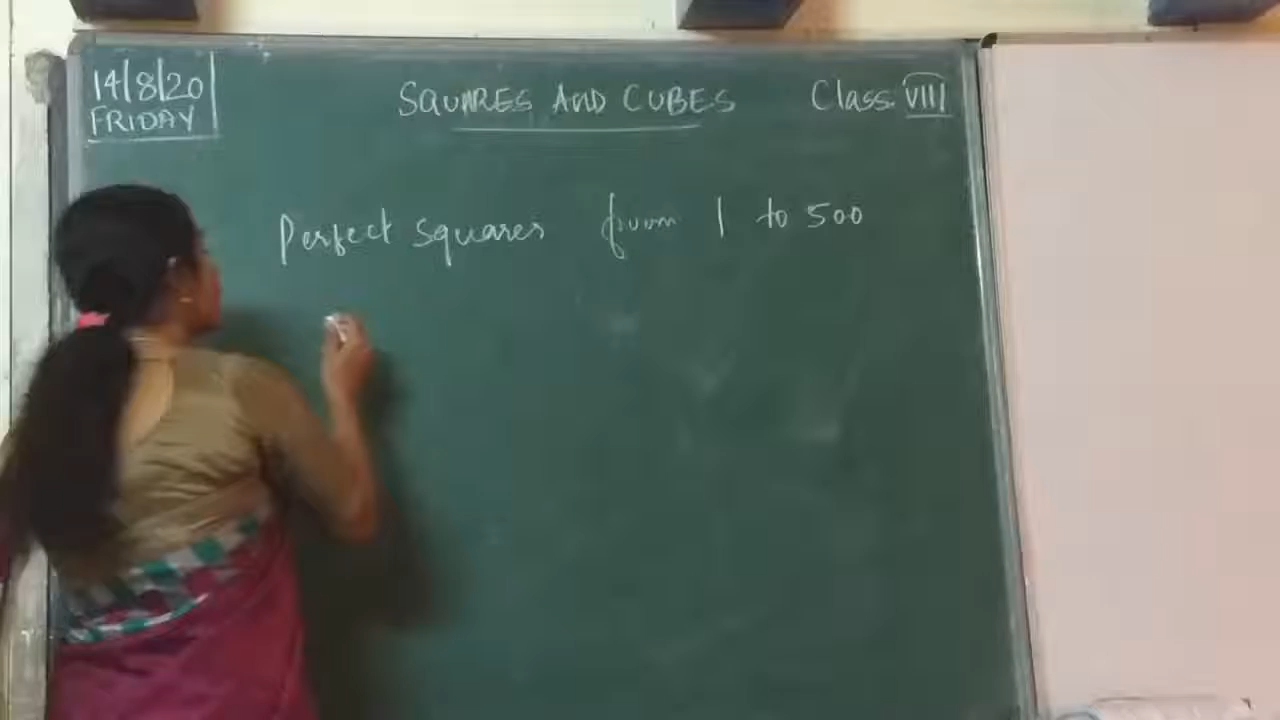 14/8/20
FRIDAY
SQUARES AND CUBES
Class: VIII
Perfect squares from 1 to 500